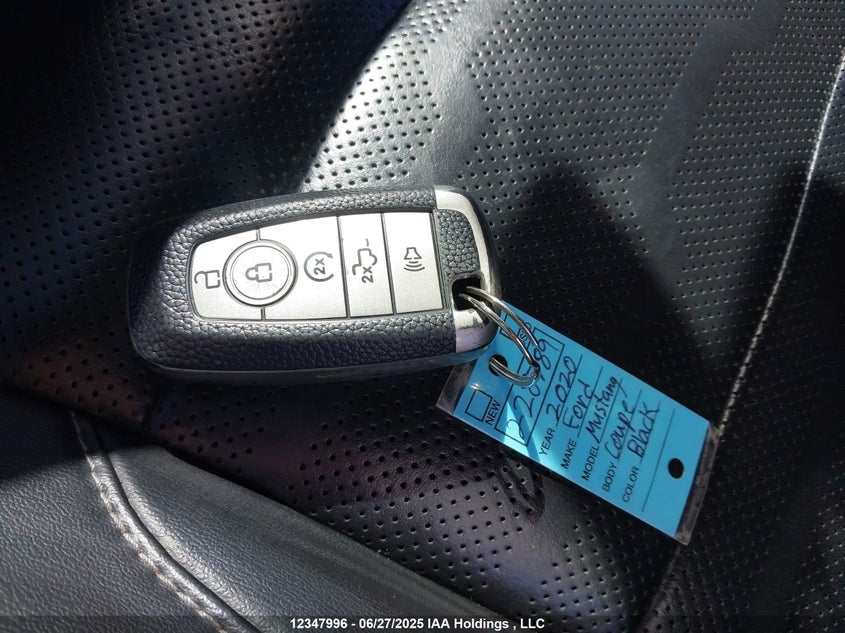 2x
2x
NEW
YEAR 2020
MAKE Ford
MODEL Mustang
BODY Coupe
COLOR Black
12347996 - 06/27/2025 IAA Holdings , LLC